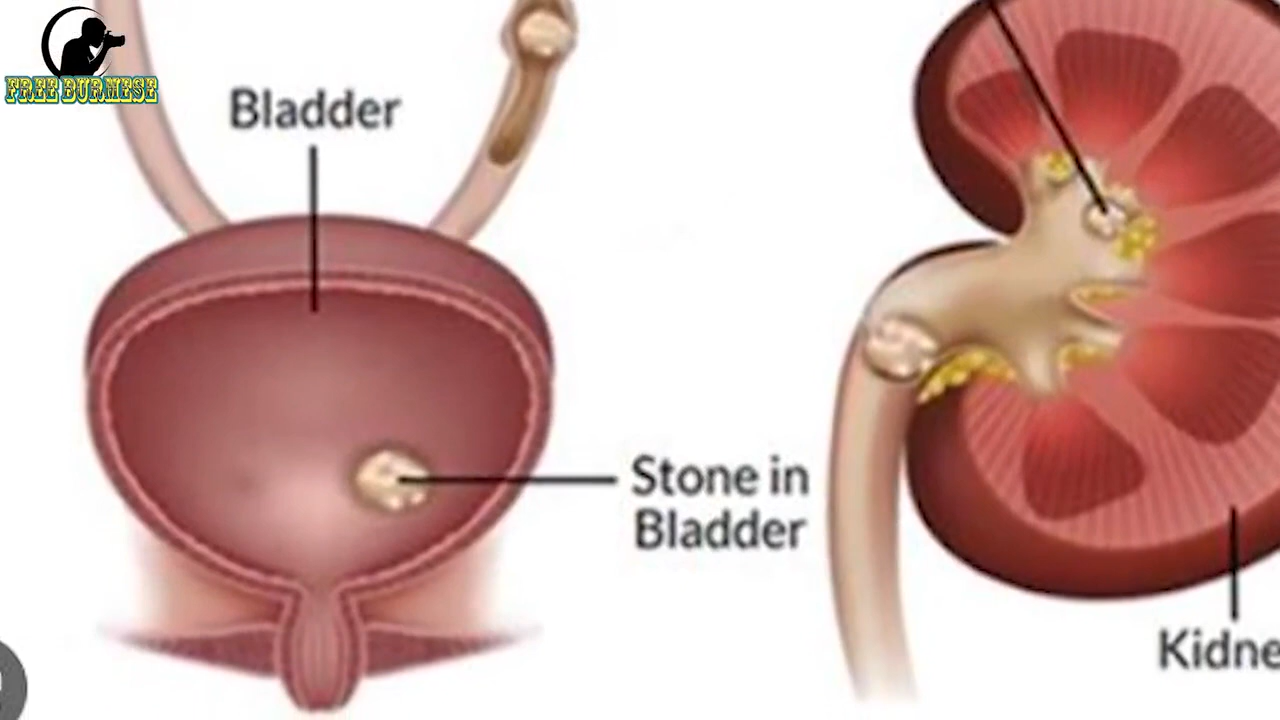 FREE BURMESE
Bladder
Stone in
Bladder
Kidne